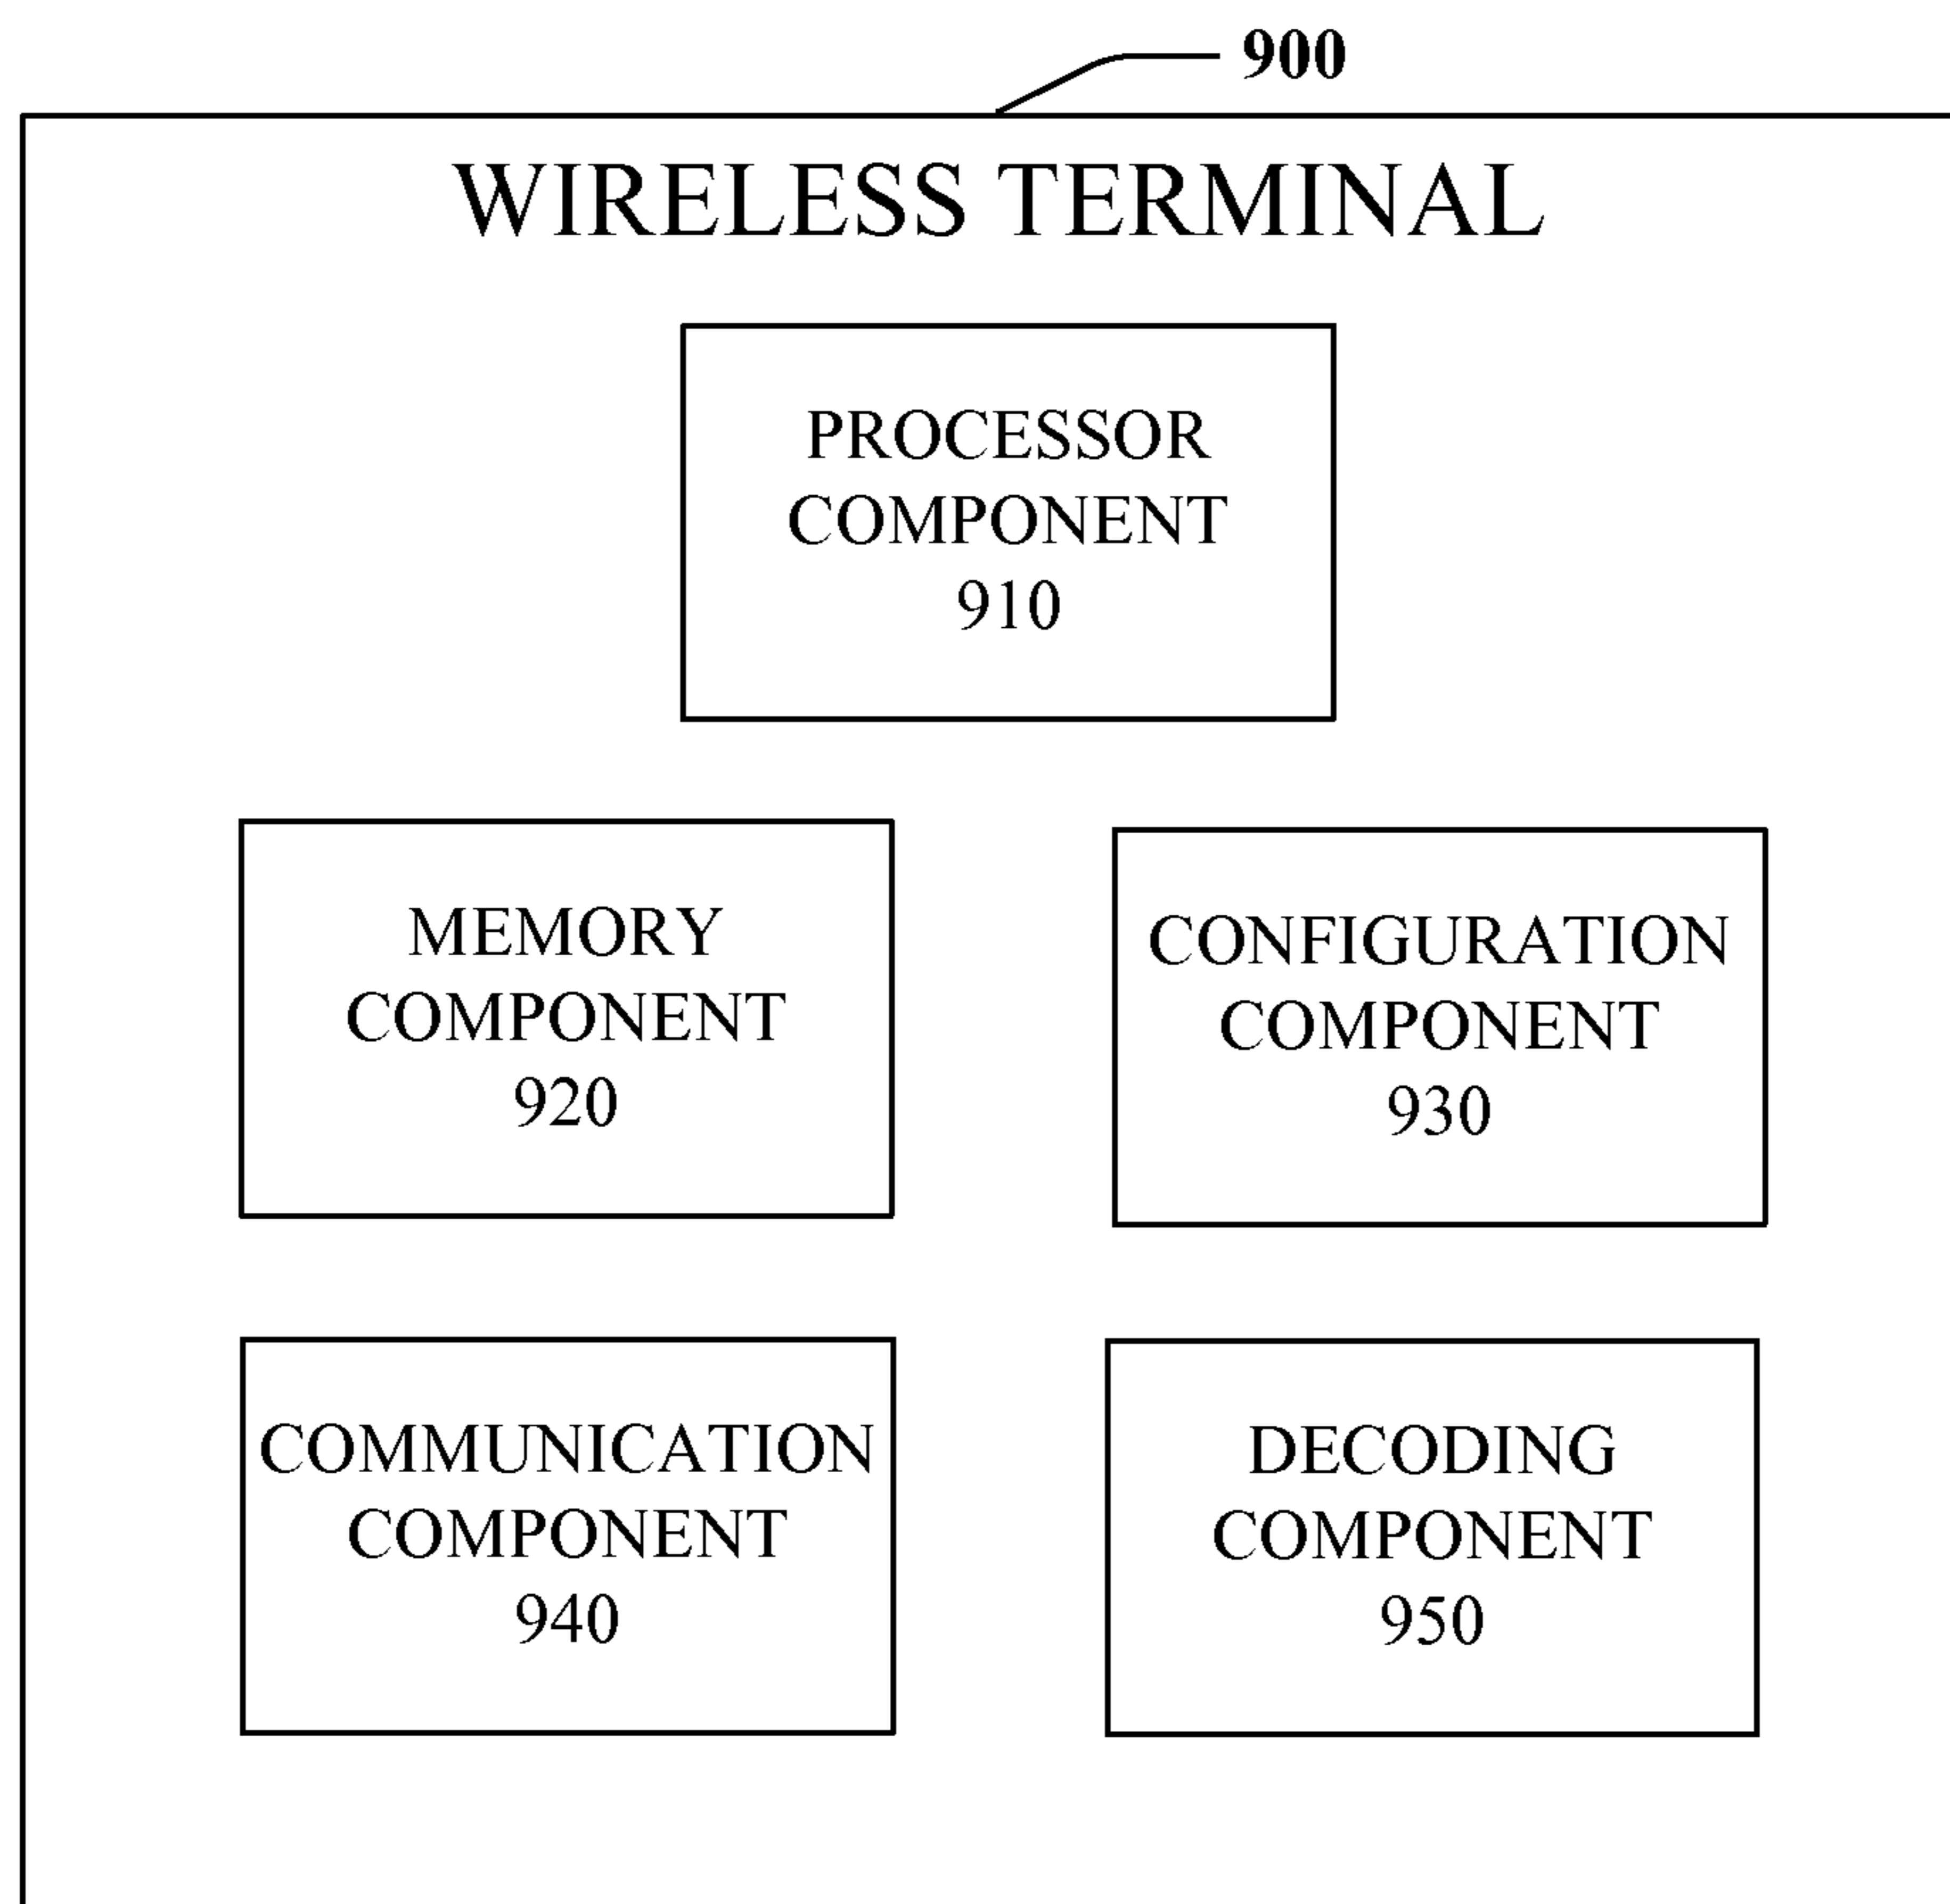 900
WIRELESS TERMINAL
PROCESSOR
COMPONENT
910
MEMORY
COMPONENT
920
CONFIGURATION
COMPONENT
930
COMMUNICATION
COMPONENT
940
DECODING
COMPONENT
950